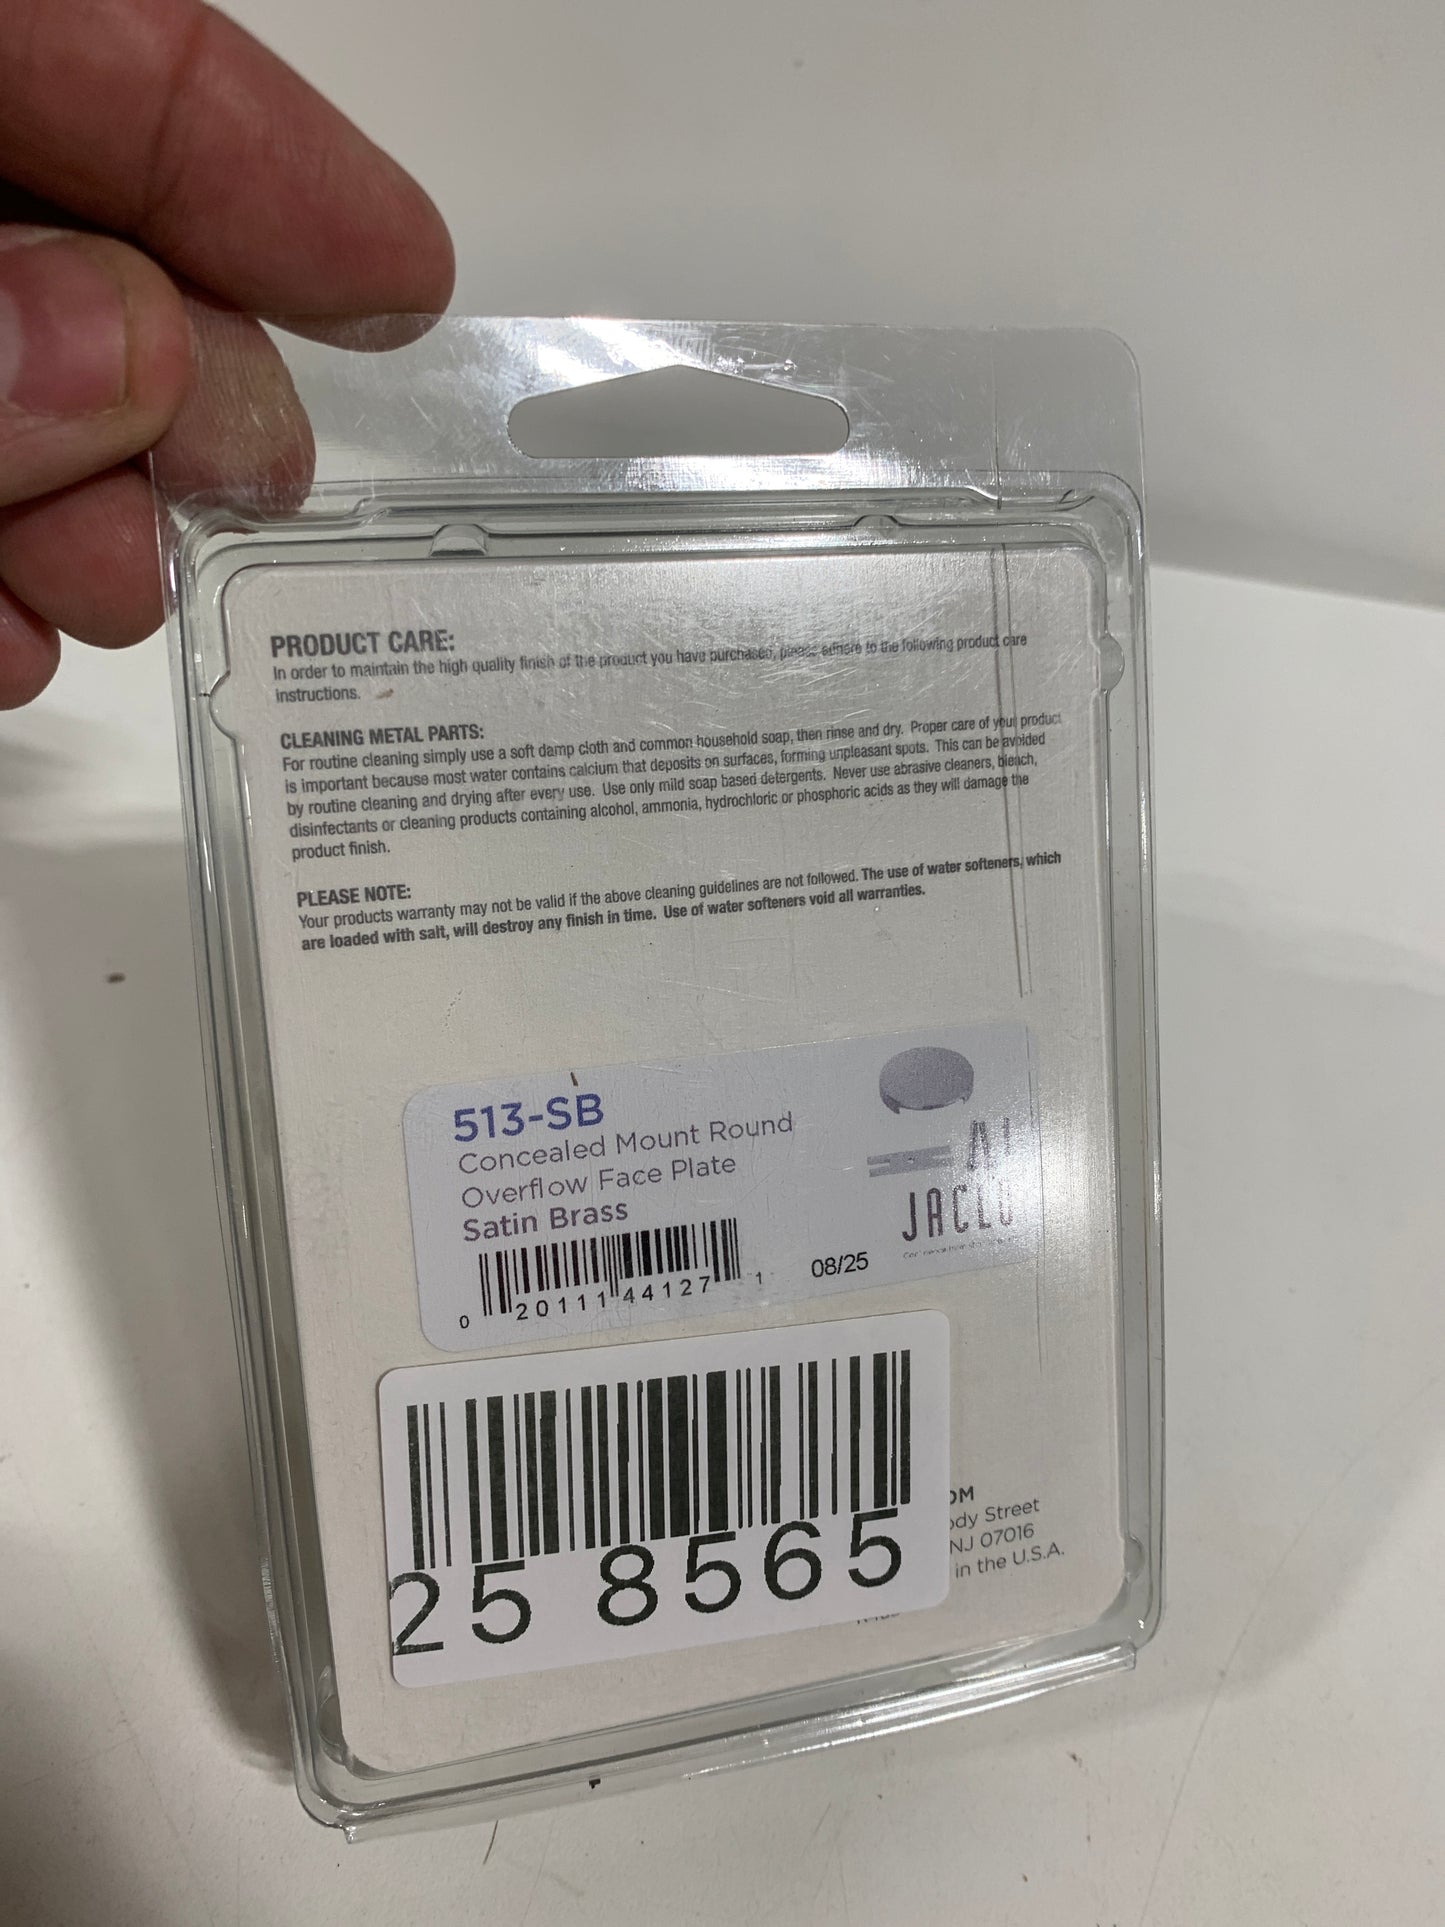 PRODUCT CARE:
In order to maintain the high quality finish of the product you have purchased, please adhere to the following product care
instructions.
CLEANING METAL PARTS:
For routine cleaning simply use a soft damp cloth and common household soap, then rinse and dry. Proper care of your product
is important because most water contains calcium that deposits on surfaces, forming unpleasant spots. This can be avoided
by routine cleaning and drying after every use. Use only mild soap based detergents. Never use abrasive cleaners, bleach,
disinfectants or cleaning products containing alcohol, ammonia, hydrochloric or phosphoric acids as they will damage the
product finish.
PLEASE NOTE:
Your products warranty may not be valid if the above cleaning guidelines are not followed. The use of water softeners, which
are loaded with salt, will destroy any finish in time. Use of water softeners void all warranties.
513-SB
Concealed Mount Round
Overflow Face Plate
Satin Brass
JACLO
0 20111 44127 1
08/25
25 8565
OM
ody Street
NJ 07016
in the U.S.A.